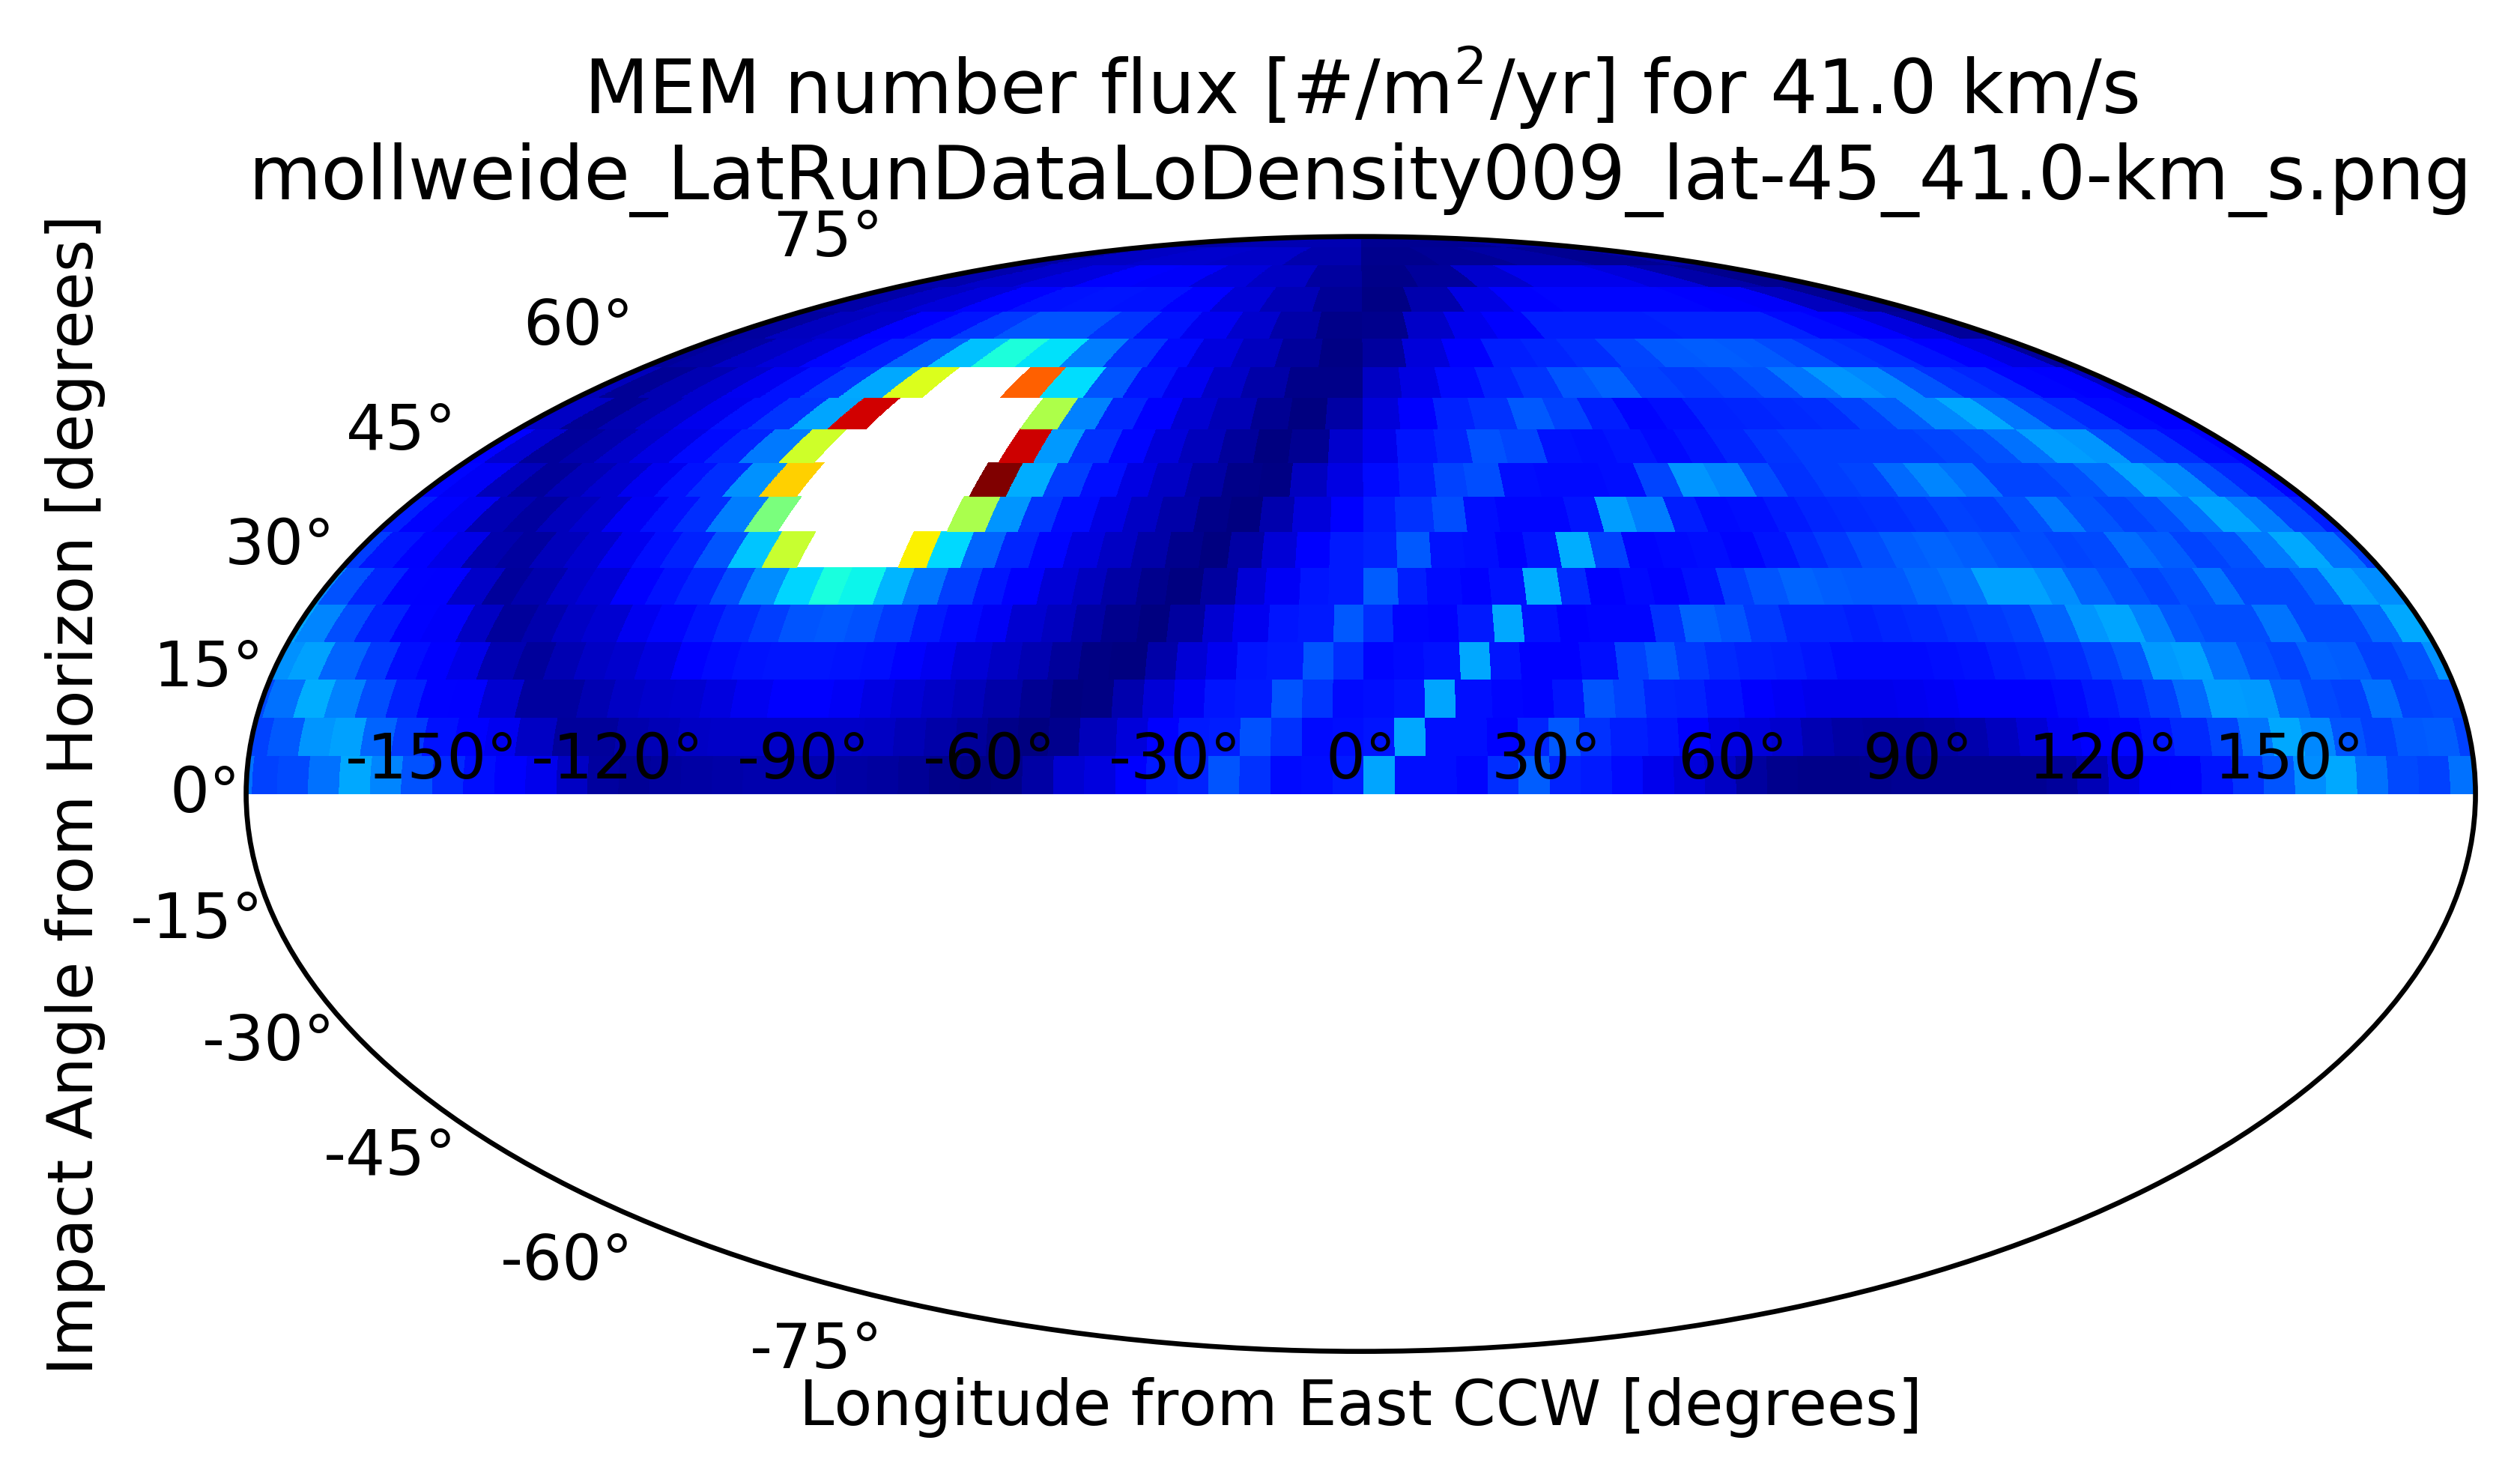 MEM number flux [#/m²/yr] for 41.0 km/s
mollweide_LatRunDataLoDensity009_lat-45_41.0-km_s.png
75°
60°
45°
30°
15°
0°
-15°
-30°
-45°
-60°
-75°
-150° -120° -90° -60° -30° 0° 30° 60° 90° 120° 150°
Impact Angle from Horizon [degrees]
Longitude from East CCW [degrees]